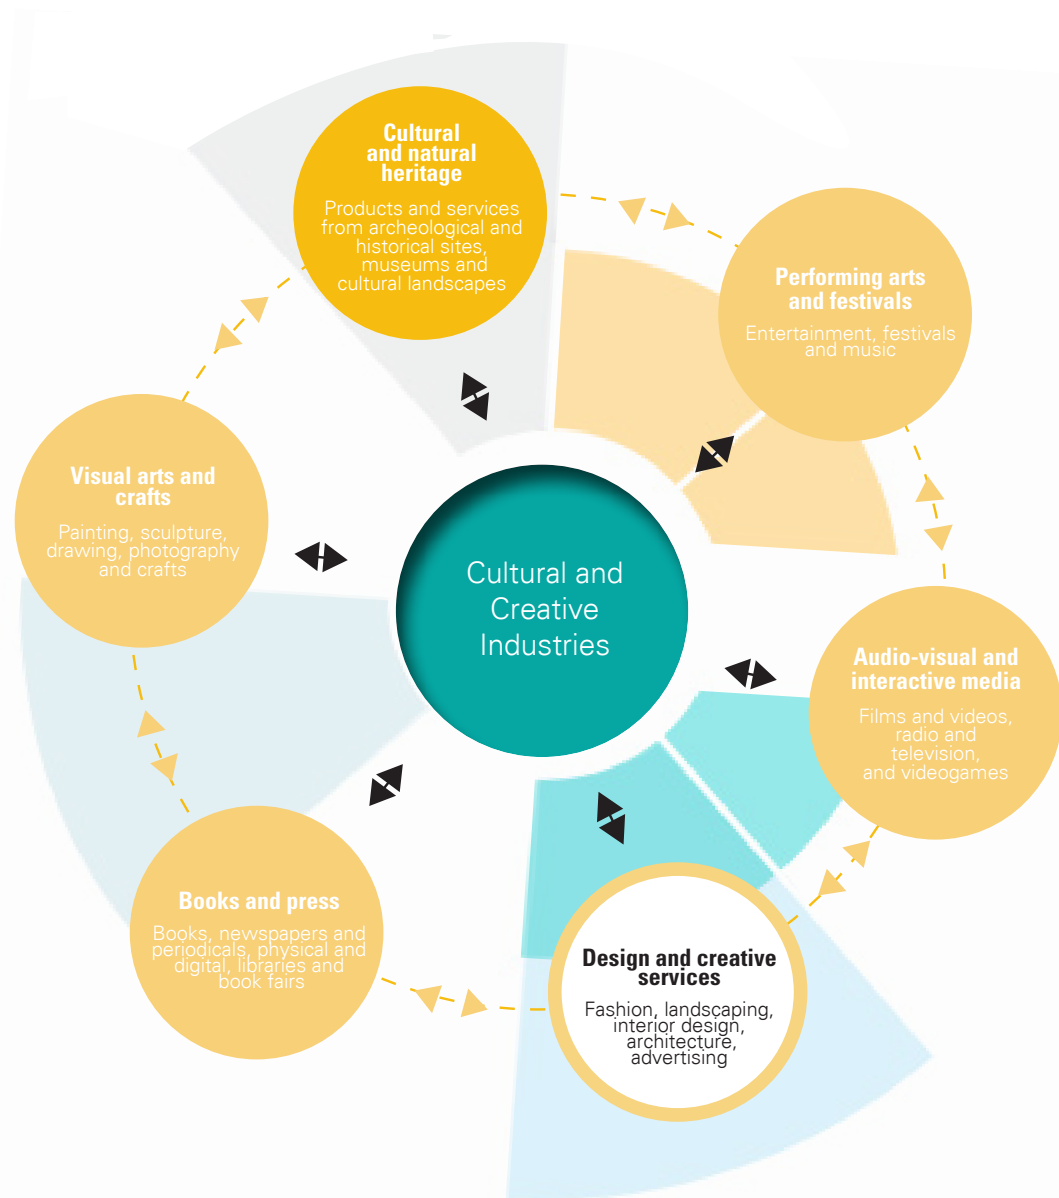 Cultural
and natural
heritage
Products and services
from archeological and
historical sites,
museums and
cultural landscapes
Performing arts
and festivals
Entertainment, festivals
and music
Visual arts and
crafts
Painting, sculpture,
drawing, photography
and crafts
Cultural and
Creative
Industries
Audio-visual and
interactive media
Films and videos,
radio and
television,
and videogames
Books and press
Books, newspapers and
periodicals, physical and
digital, libraries and
book fairs
Design and creative
services
Fashion, landscaping,
interior design,
architecture,
advertising